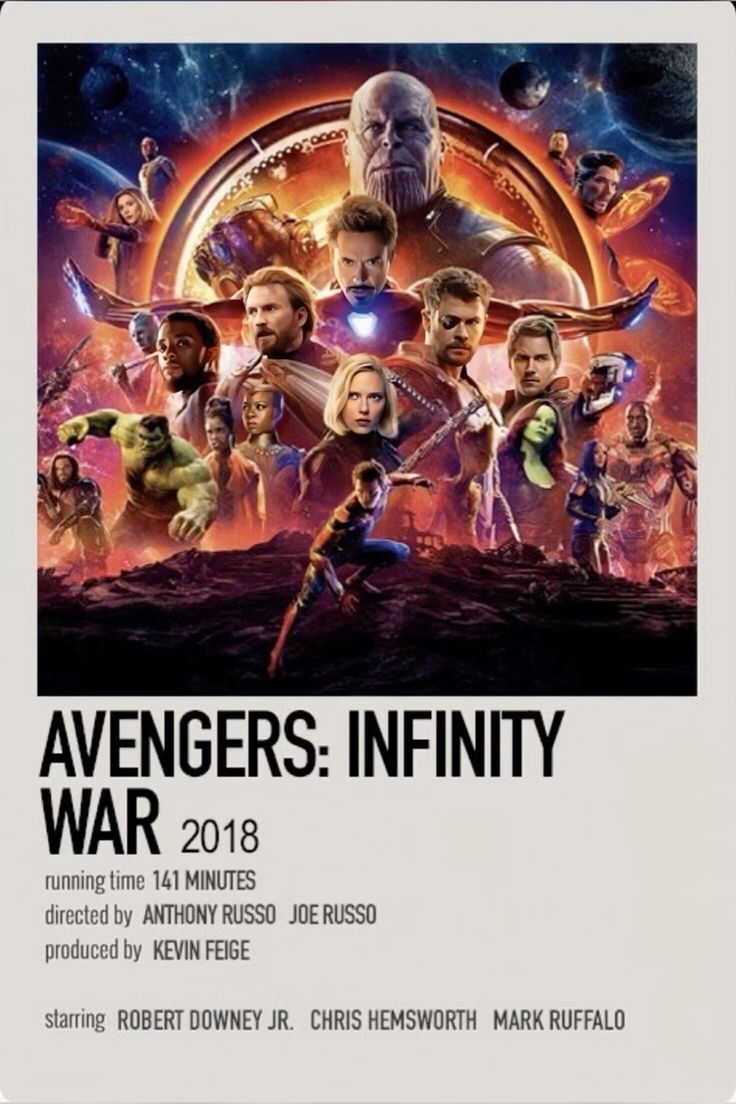 AVENGERS: INFINITY
WAR 2018
running time 141 MINUTES
directed by ANTHONY RUSSO JOE RUSSO
produced by KEVIN FEIGE
starring ROBERT DOWNEY JR. CHRIS HEMSWORTH MARK RUFFALO